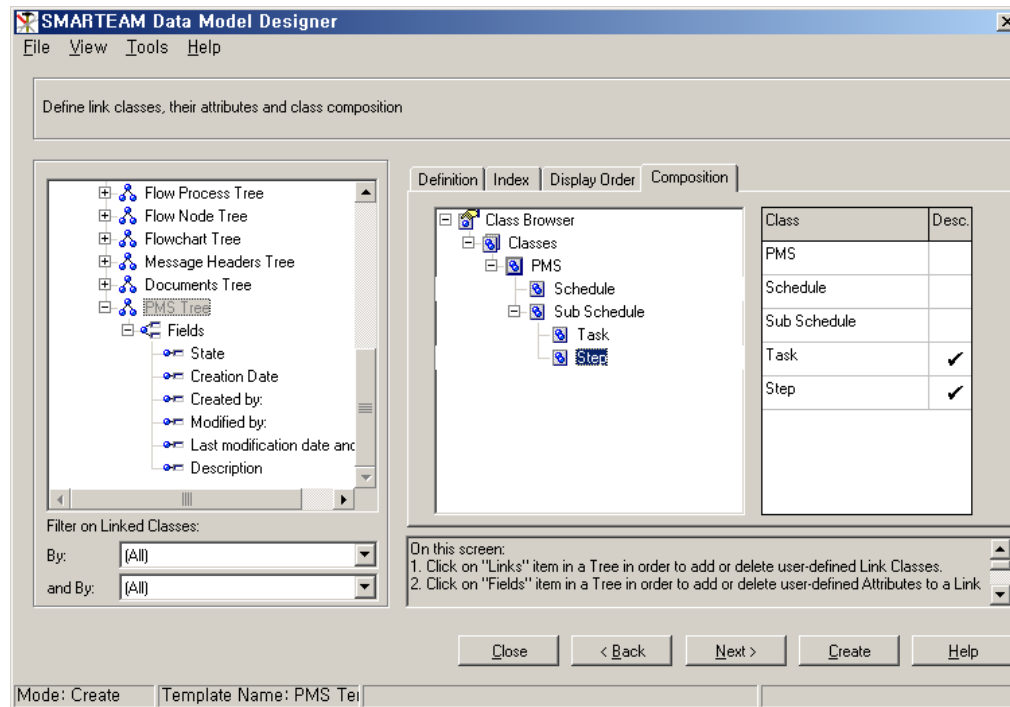 SMARTEAM Data Model Designer
File View Tools Help
Define link classes, their attributes and class composition
Flow Process Tree
Flow Node Tree
Flowchart Tree
Message Headers Tree
Documents Tree
PMS Tree
Fields
State
Creation Date
Created by:
Modified by:
Last modification date and
Description
Filter on Linked Classes:
By: (All)
and By: (All)
Definition Index Display Order Composition
Class Browser
Classes
PMS
Schedule
Sub Schedule
Task
Step
Class Desc.
PMS
Schedule
Sub Schedule
Task ✓
Step ✓
On this screen:
1. Click on "Links" item in a Tree in order to add or delete user-defined Link Classes.
2. Click on "Fields" item in a Tree in order to add or delete user-defined Attributes to a Link
Close < Back Next > Create Help
Mode: Create Template Name: PMS Ter